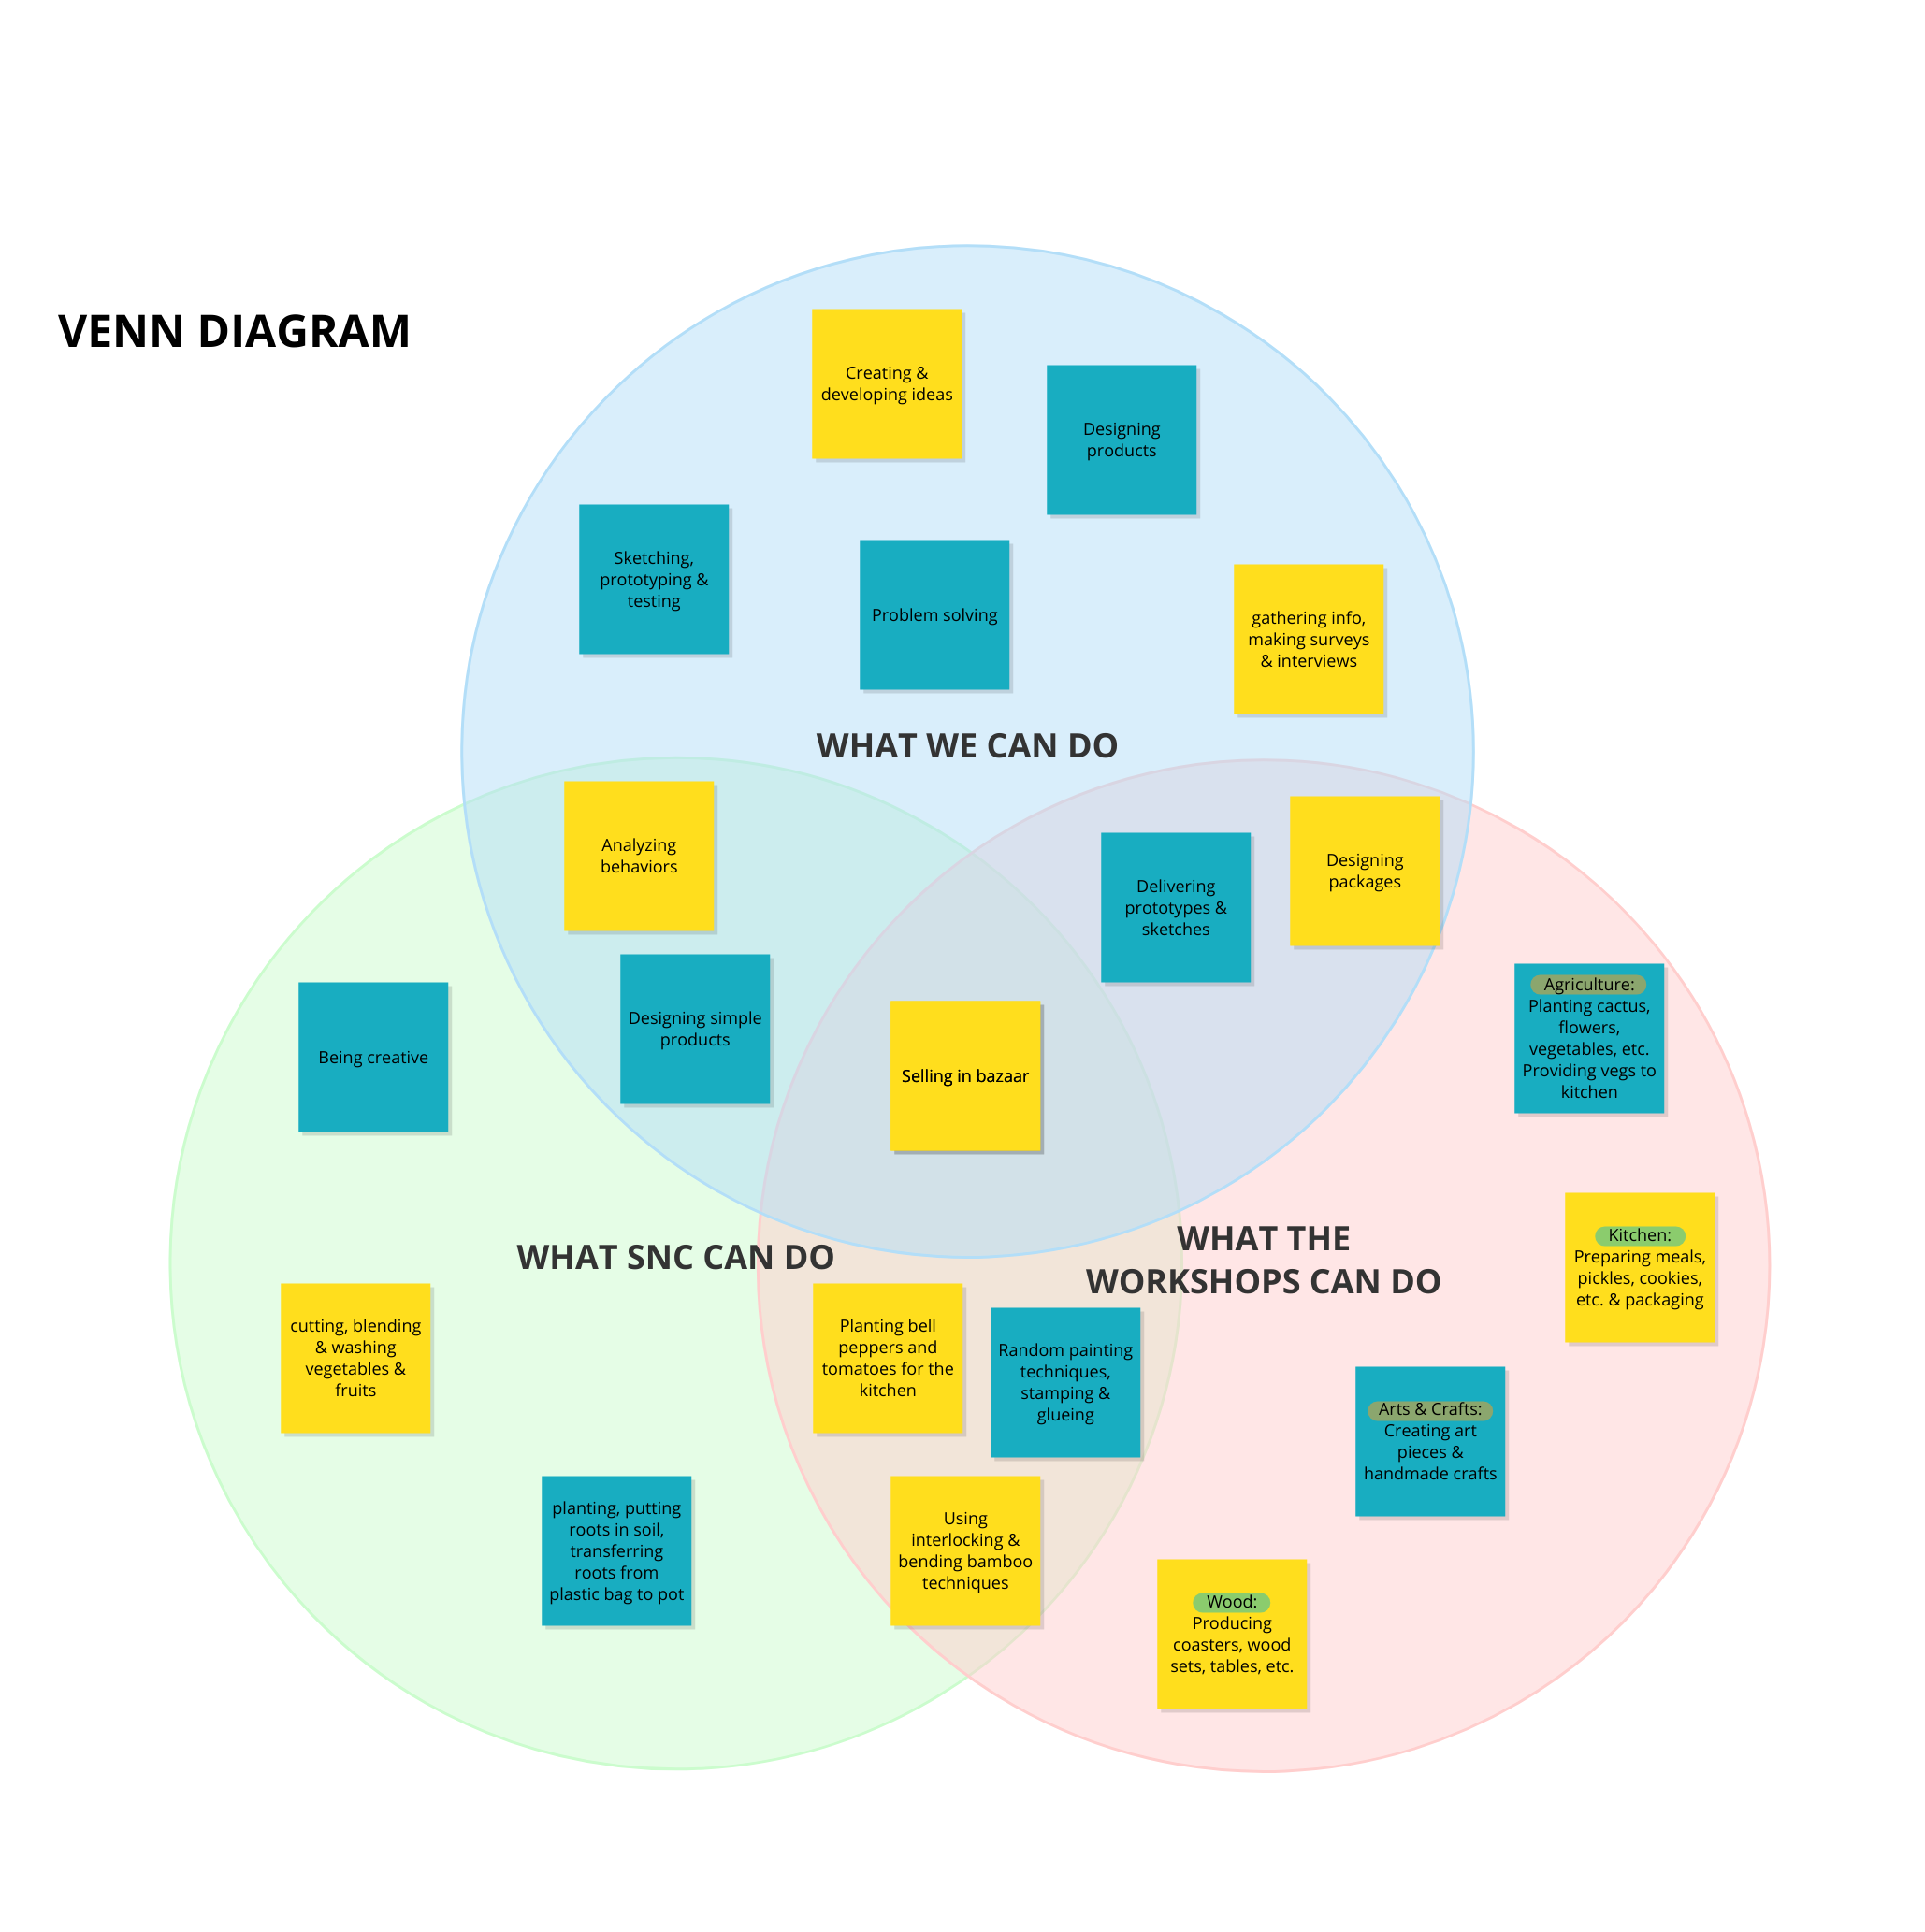 VENN DIAGRAM
Creating &
developing ideas
Designing
products
Sketching,
prototyping &
testing
Problem solving
gathering info,
making surveys
& interviews
WHAT WE CAN DO
Analyzing
behaviors
Designing simple
products
Delivering
prototypes &
sketches
Designing
packages
Selling in bazaar
Being creative
WHAT SNC CAN DO
cutting, blending
& washing
vegetables &
fruits
planting, putting
roots in soil,
transferring
roots from
plastic bag to pot
Planting bell
peppers and
tomatoes for the
kitchen
Random painting
techniques,
stamping &
glueing
Using
interlocking &
bending bamboo
techniques
WHAT THE
WORKSHOPS CAN DO
Agriculture:
Planting cactus,
flowers,
vegetables, etc.
Providing vegs to
kitchen
Kitchen:
Preparing meals,
pickles, cookies,
etc. & packaging
Arts & Crafts:
Creating art
pieces &
handmade crafts
Wood:
Producing
coasters, wood
sets, tables, etc.